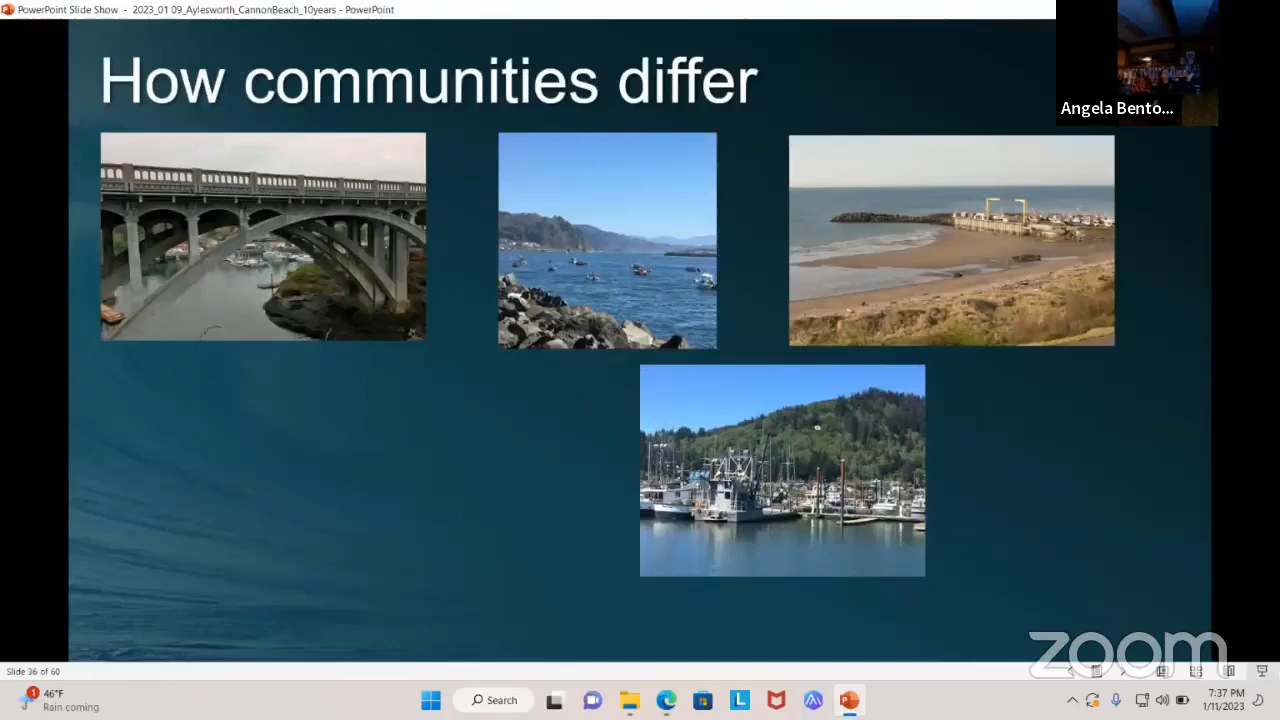 PowerPoint Slide Show - 2023_01 09_Aylesworth_CannonBeach_10years - PowerPoint
How communities differ
Angela Bento...
zoom
Slide 36 of 60
1
46°F
Rain coming
Search
L
7:37 PM
1/11/2023